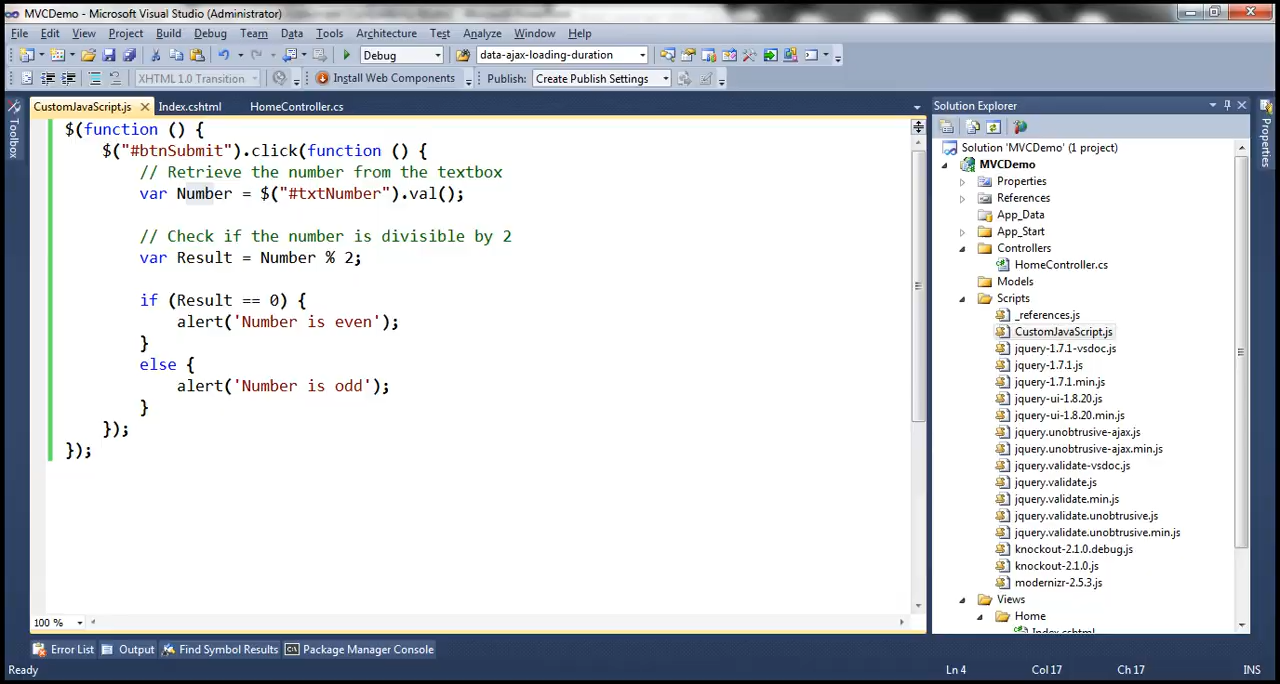 MVCDemo - Microsoft Visual Studio (Administrator)
File Edit View Project Build Debug Team Data Tools Architecture Test Analyze Window Help
Debug data-ajax-loading-duration
XHTML 1.0 Transition Install Web Components Publish: Create Publish Settings
CustomJavaScript.js Index.cshtml HomeController.cs
Toolbox
$(function () {
$("#btnSubmit").click(function () {
// Retrieve the number from the textbox
var Number = $("#txtNumber").val();
// Check if the number is divisible by 2
var Result = Number % 2;
if (Result == 0) {
alert('Number is even');
}
else {
alert('Number is odd');
}
});
});
100 %
Solution Explorer
Solution 'MVCDemo' (1 project)
MVCDemo
Properties
References
App_Data
App_Start
Controllers
HomeController.cs
Models
Scripts
_references.js
CustomJavaScript.js
jquery-1.7.1-vsdoc.js
jquery-1.7.1.js
jquery-1.7.1.min.js
jquery-ui-1.8.20.js
jquery-ui-1.8.20.min.js
jquery.unobtrusive-ajax.js
jquery.unobtrusive-ajax.min.js
jquery.validate-vsdoc.js
jquery.validate.js
jquery.validate.min.js
jquery.validate.unobtrusive.js
jquery.validate.unobtrusive.min.js
knockout-2.1.0.debug.js
knockout-2.1.0.js
modernizr-2.5.3.js
Views
Home
Index.cshtml
Properties
Error List Output Find Symbol Results Package Manager Console
Ready Ln 4 Col 17 Ch 17 INS